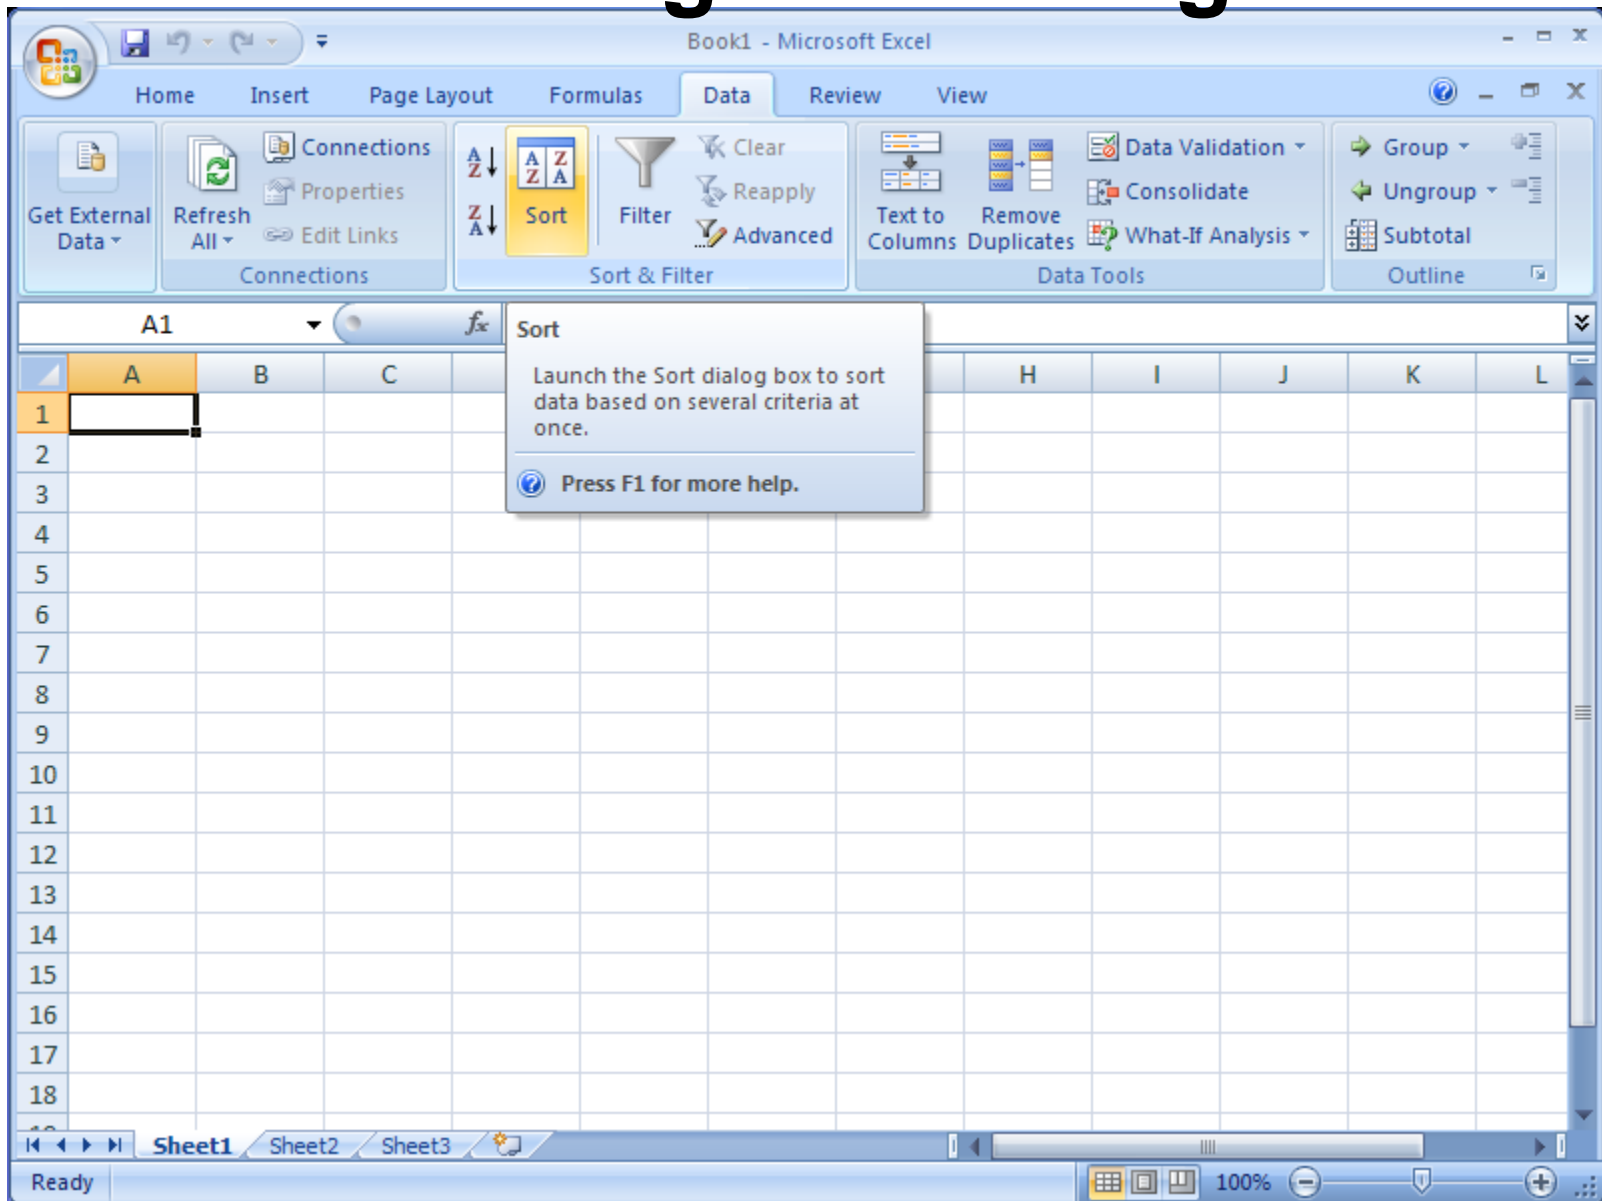 Book1 - Microsoft Excel
Home Insert Page Layout Formulas Data Review View
Get External Data
Refresh All
Connections
Properties
Edit Links
Connections
A Z
Z A
Sort
Filter
Clear
Reapply
Advanced
Sort & Filter
Text to Columns
Remove Duplicates
Data Validation
Consolidate
What-If Analysis
Data Tools
Group
Ungroup
Subtotal
Outline
A1 fx
Sort
Launch the Sort dialog box to sort
data based on several criteria at
once.
Press F1 for more help.
A B C H I J K L
1
2
3
4
5
6
7
8
9
10
11
12
13
14
15
16
17
18
Sheet1 Sheet2 Sheet3
Ready 100%